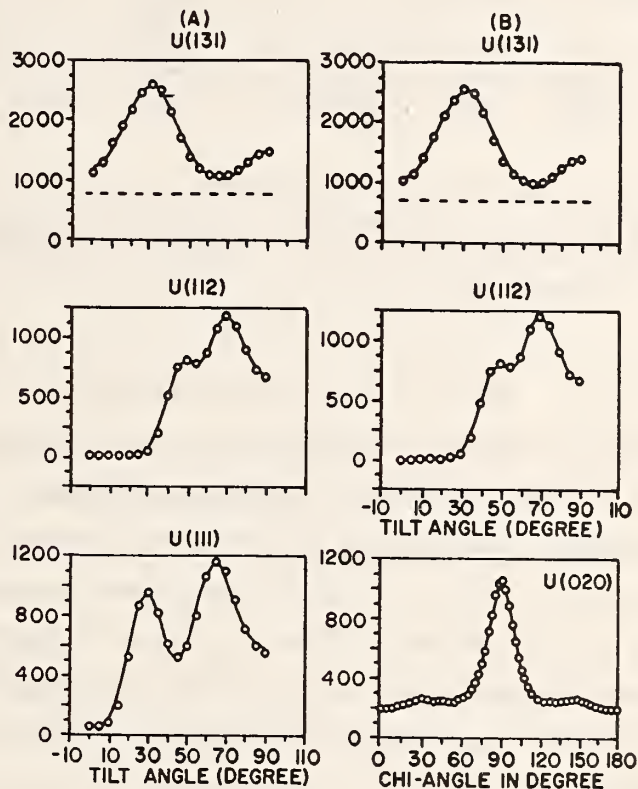 (A)
U(131)
3000
2000
1000
0
(B)
U(131)
3000
2000
1000
0
U(112)
1000
500
0
U(112)
1000
500
0
-10 10 30 50 70 90 110
TILT ANGLE (DEGREE)
U(111)
1200
800
400
0
-10 10 30 50 70 90 110
TILT ANGLE (DEGREE)
U(020)
1200
800
400
0
0 30 60 90 120 150 180
CHI-ANGLE IN DEGREE